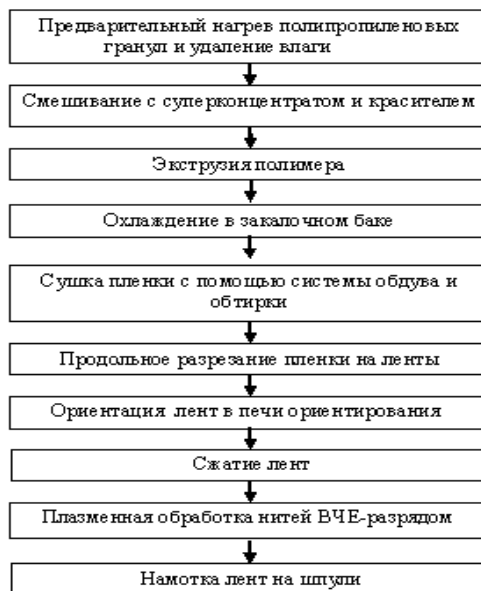 Предварительный нагрев полипропиленовых
гранул и удаление влаги
Смешивание с суперконцентратом и красителем
Экструзия полимера
Охлаждение в закалочном баке
Сушка пленки с помощью системы обдува и
обтирки
Продольное разрезание пленки на ленты
Ориентация лент в печи ориентирования
Сжатие лент
Плазменная обработка нитей ВЧЕ-разрядом
Намотка лент на шпули